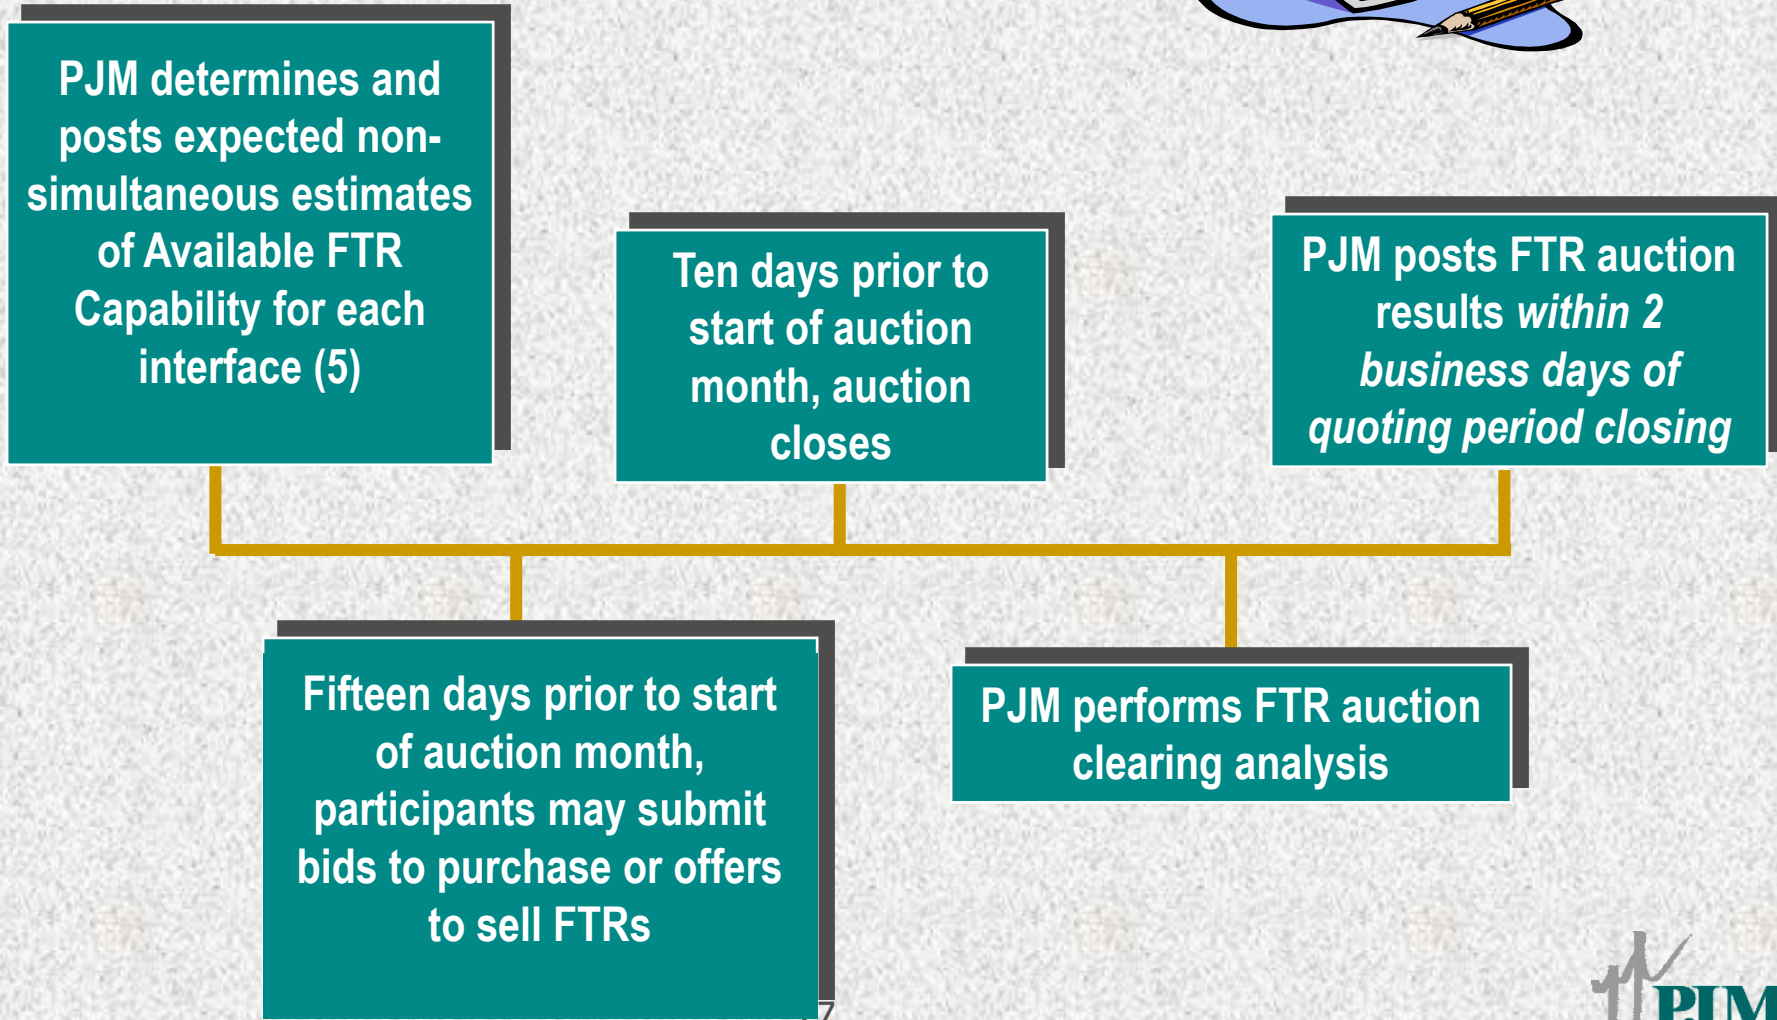 PJM determines and
posts expected non-
simultaneous estimates
of Available FTR
Capability for each
interface (5)
Fifteen days prior to start
of auction month,
participants may submit
bids to purchase or offers
to sell FTRs
Ten days prior to
start of auction
month, auction
closes
PJM performs FTR auction
clearing analysis
PJM posts FTR auction
results within 2
business days of
quoting period closing
7
PJM